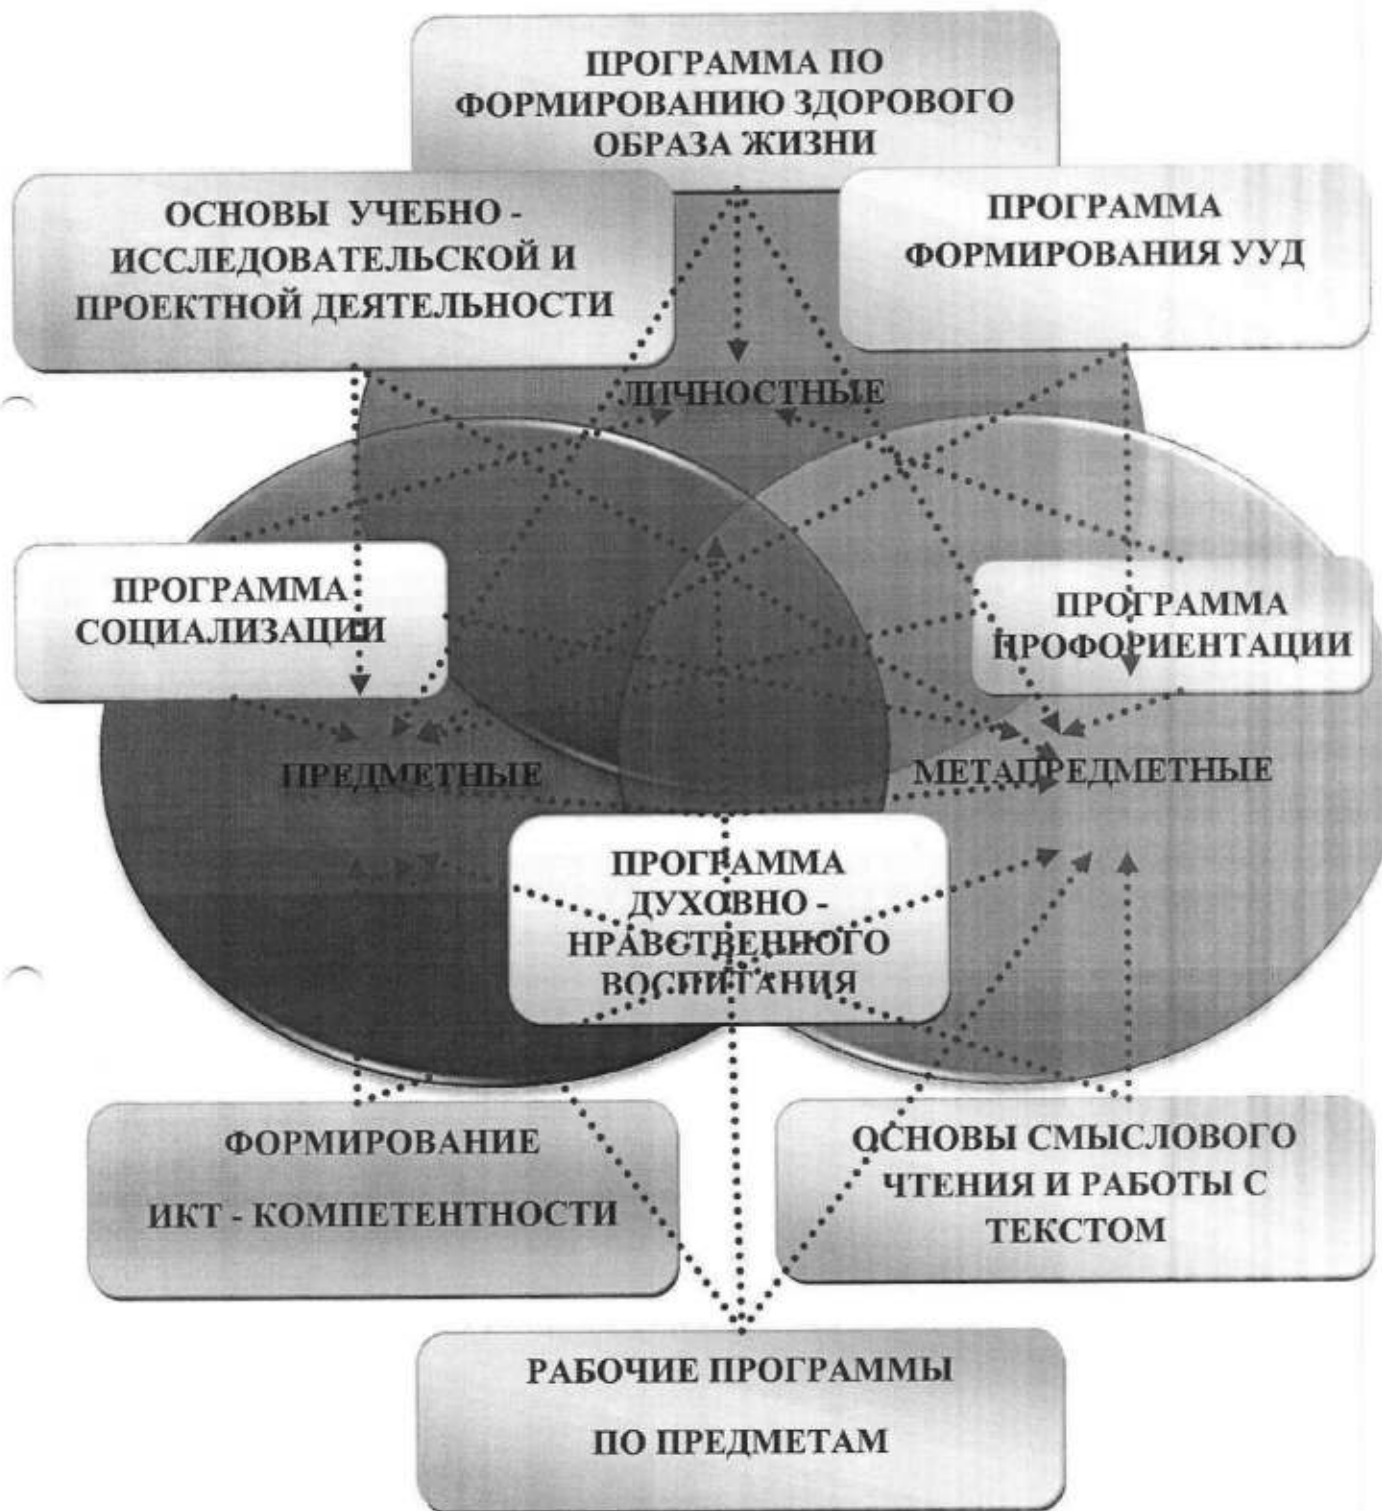 ПРОГРАММА ПО
ФОРМИРОВАНИЮ ЗДОРОВОГО
ОБРАЗА ЖИЗНИ
ОСНОВЫ УЧЕБНО -
ИССЛЕДОВАТЕЛЬСКОЙ И
ПРОЕКТНОЙ ДЕЯТЕЛЬНОСТИ
ПРОГРАММА
ФОРМИРОВАНИЯ УУД
ЛИЧНОСТНЫЕ
ПРОГРАММА
СОЦИАЛИЗАЦИИ
ПРОГРАММА
ПРОФОРИЕНТАЦИИ
ПРЕДМЕТНЫЕ
МЕТАПРЕДМЕТНЫЕ
ПРОГРАММА
ДУХОВНО -
НРАВСТВЕННОГО
ВОСПИТАНИЯ
ФОРМИРОВАНИЕ
ИКТ - КОМПЕТЕНТНОСТИ
ОСНОВЫ СМЫСЛОВОГО
ЧТЕНИЯ И РАБОТЫ С
ТЕКСТОМ
РАБОЧИЕ ПРОГРАММЫ
ПО ПРЕДМЕТАМ